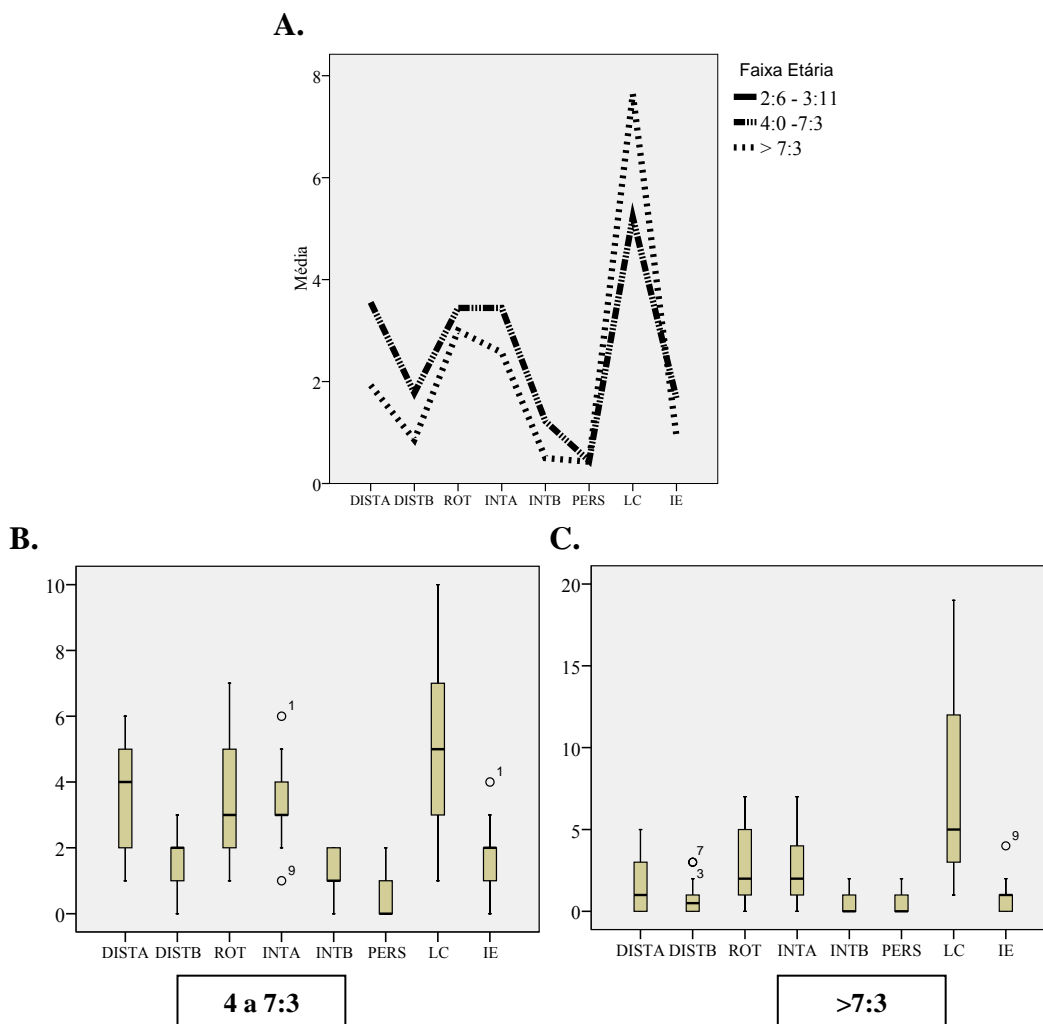 A.
Faixa Etária
2:6 - 3:11
4:0 -7:3
> 7:3
8
6
4
2
0
Média
DISTA DISTB ROT INTA INTB PERS LC IE
B.
10
8
6
4
2
0
1
9
1
DISTA DISTB ROT INTA INTB PERS LC IE
4 a 7:3
C.
20
15
10
5
0
7
3
9
DISTA DISTB ROT INTA INTB PERS LC IE
>7:3